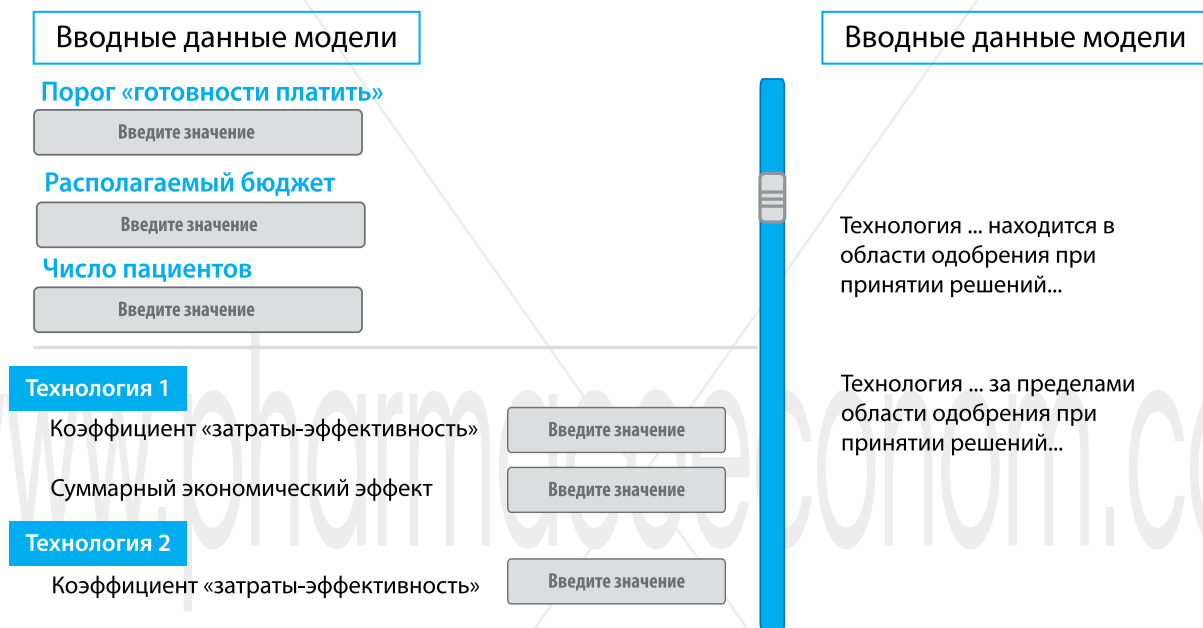 Вводные данные модели
Порог «готовности платить»
Введите значение
Располагаемый бюджет
Введите значение
Число пациентов
Введите значение
Технология 1
Коэффициент «затраты-эффективность»
Введите значение
Суммарный экономический эффект
Введите значение
Технология 2
Коэффициент «затраты-эффективность»
Введите значение
Вводные данные модели
Технология ... находится в
области одобрения при
принятии решений...
Технология ... за пределами
области одобрения при
принятии решений...